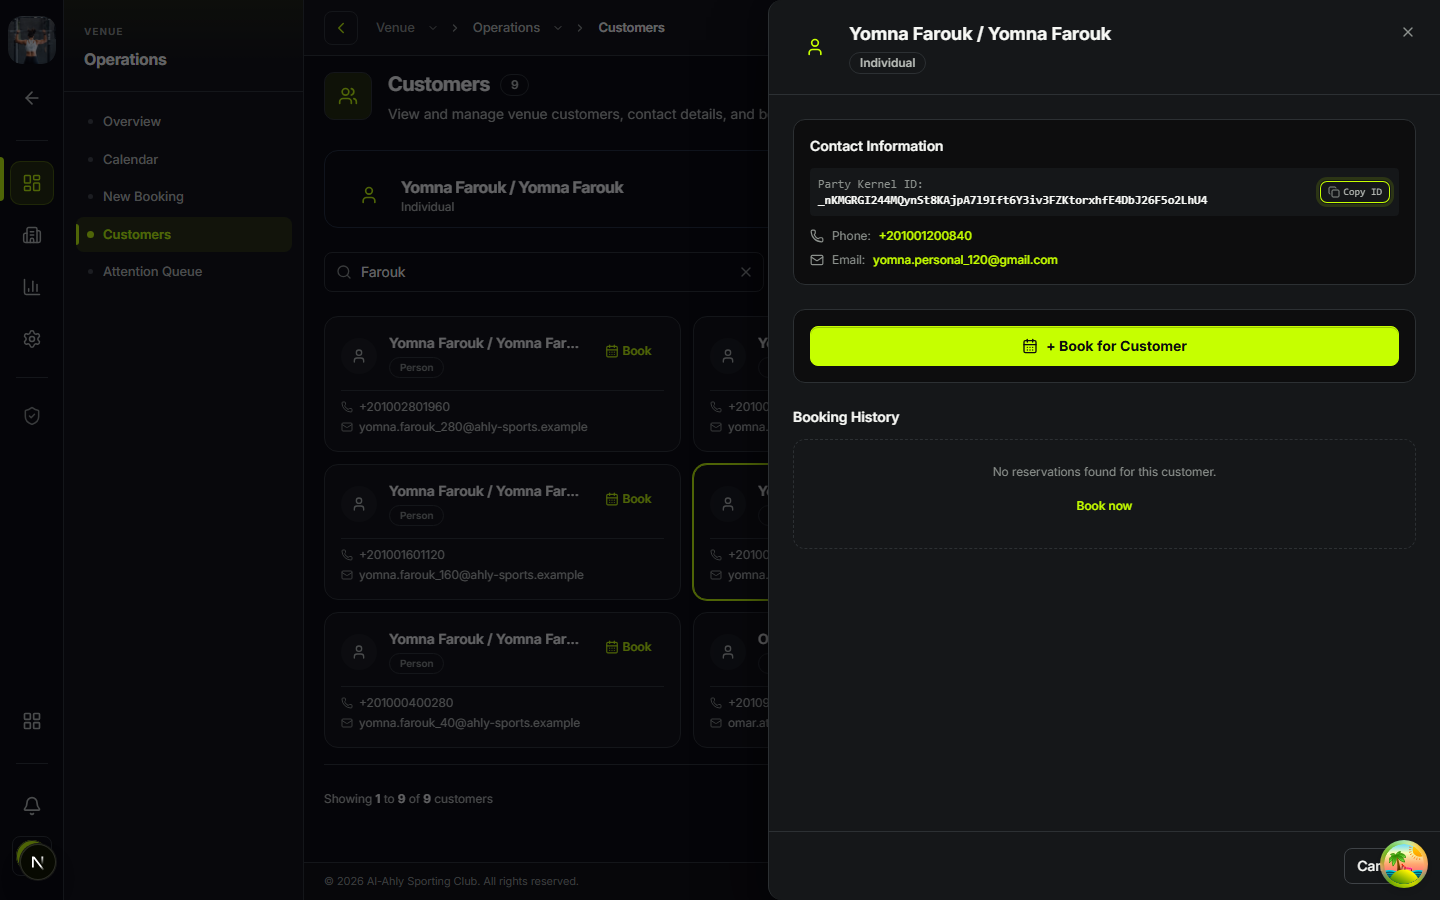 VENUE
Operations
Overview
Calendar
New Booking
Customers
Attention Queue
N
Venue
Operations
Customers
Customers 9
View and manage venue customers, contact details, and b
Yomna Farouk / Yomna Farouk
Individual
Farouk
Yomna Farouk / Yomna Far...
Book
Person
+201002801960
yomna.farouk_280@ahly-sports.example
+20100
yomna.
Yomna Farouk / Yomna Far...
Book
Person
+201001601120
yomna.farouk_160@ahly-sports.example
+20100
yomna.
Yomna Farouk / Yomna Far...
Book
Person
+201000400280
yomna.farouk_40@ahly-sports.example
+20109
omar.a
Showing 1 to 9 of 9 customers
© 2026 Al-Ahly Sporting Club. All rights reserved.
Yomna Farouk / Yomna Farouk
Individual
Contact Information
Party Kernel ID:
_nKMGRGI244MQynSt8KAjpA7l9Ift6Y3iv3FZKtorxhfE4DbJ26F5o2LhU4
Copy ID
Phone: +201001200840
Email: yomna.personal_120@gmail.com
+ Book for Customer
Booking History
No reservations found for this customer.
Book now
Can